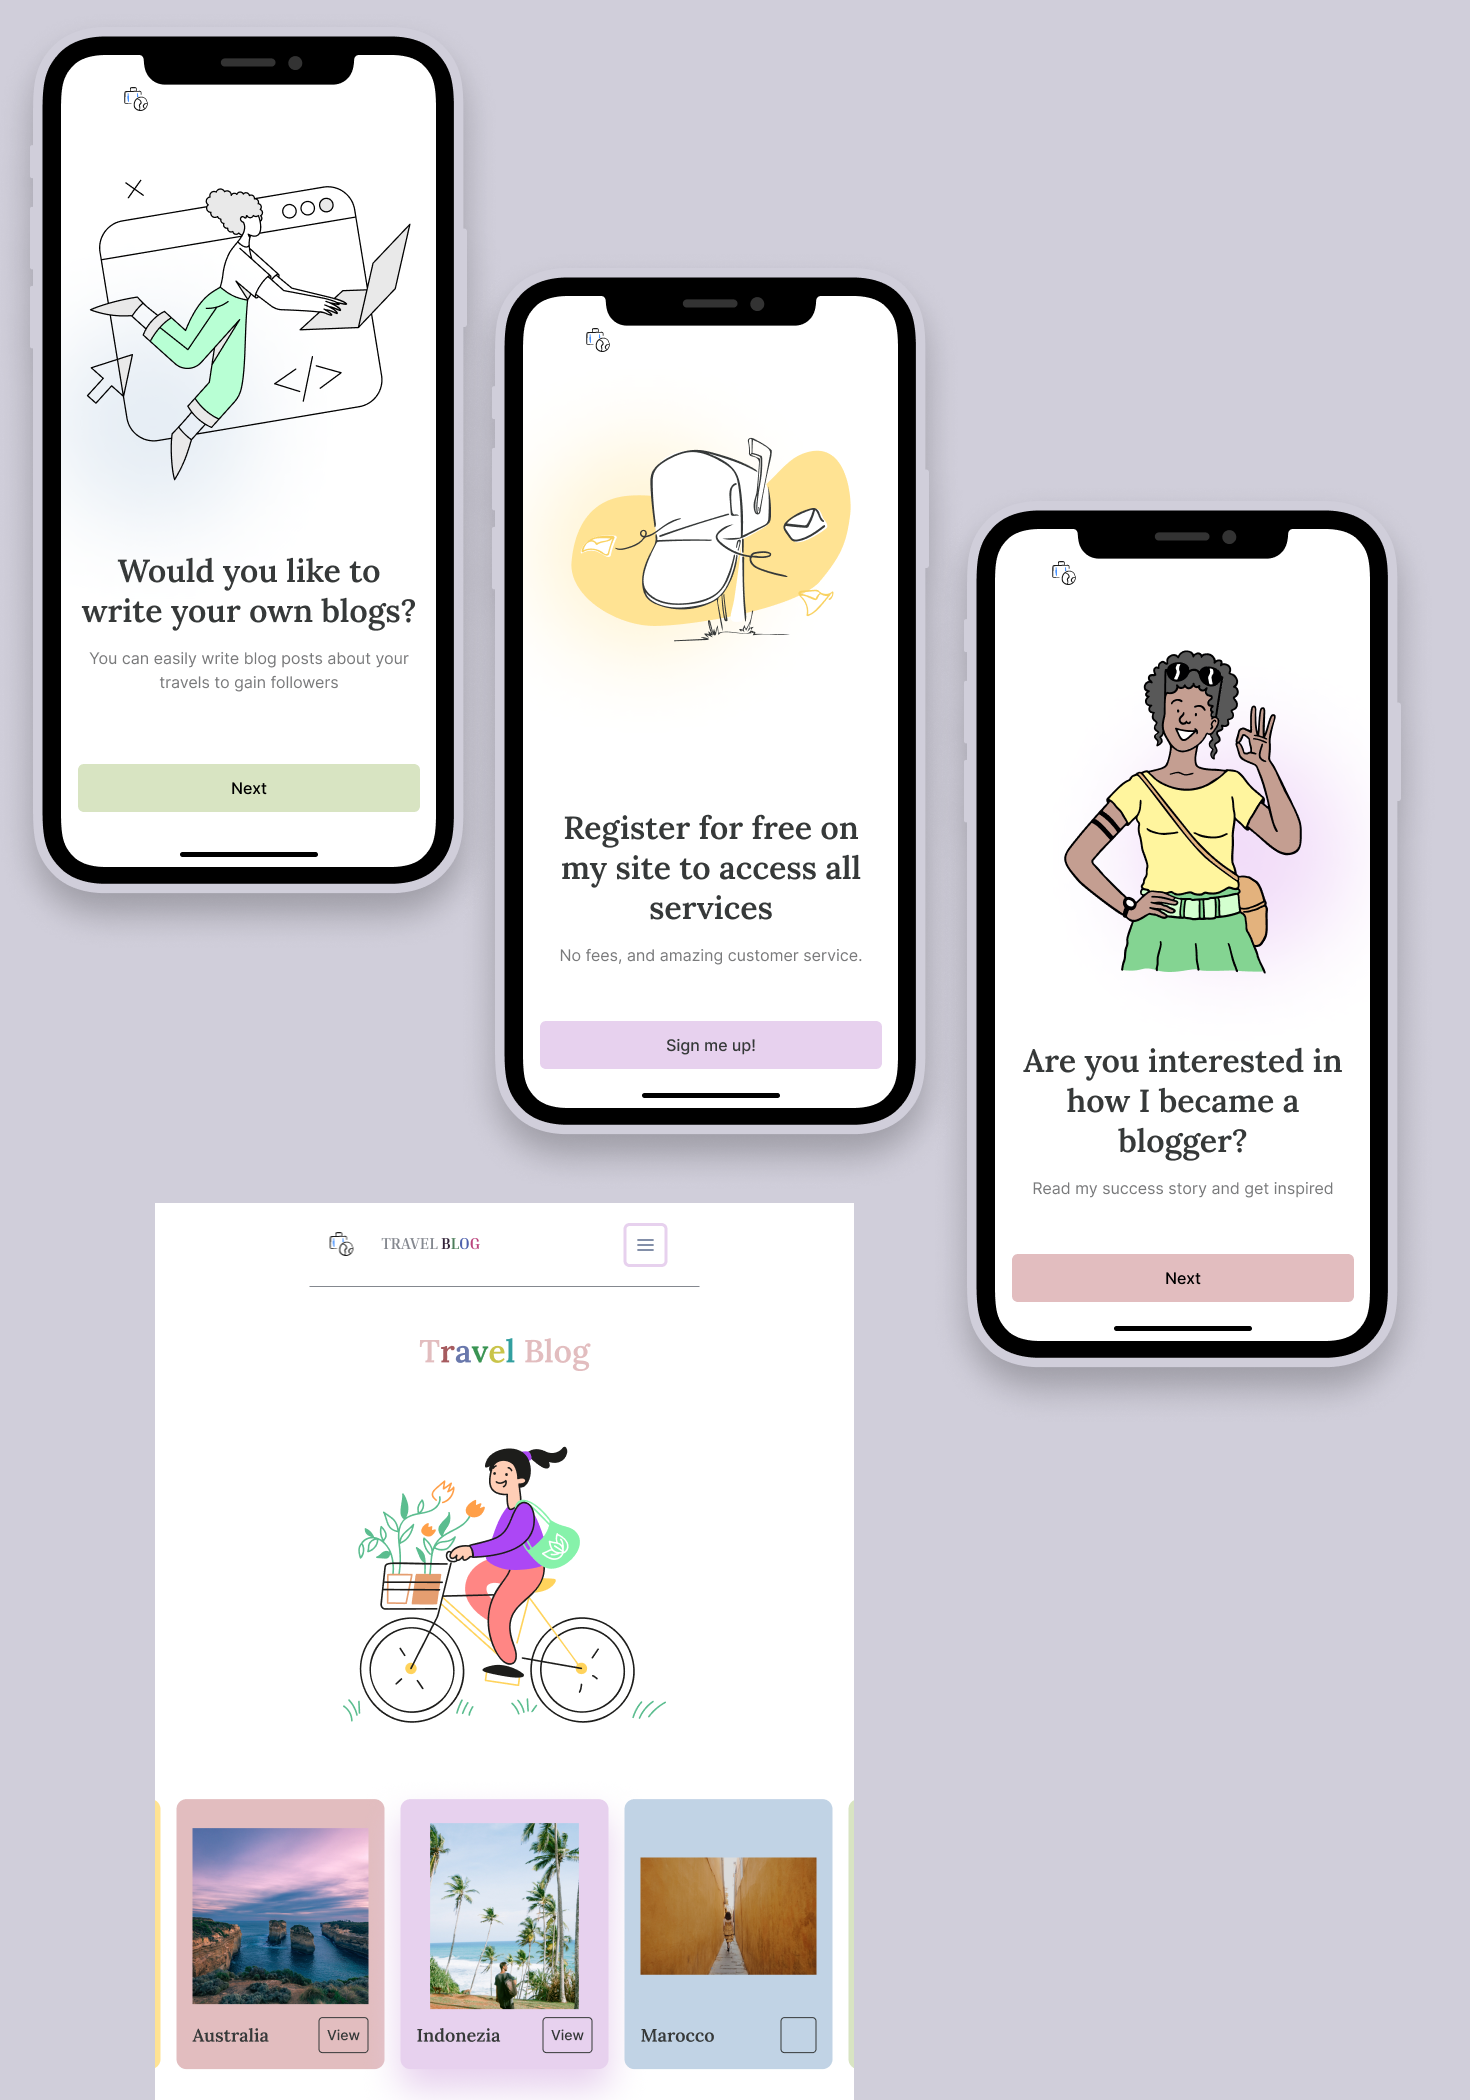 Would you like to
write your own blogs?
You can easily write blog posts about your
travels to gain followers
Next
Register for free on
my site to access all
services
No fees, and amazing customer service.
Sign me up!
Are you interested in
how I became a
blogger?
Read my success story and get inspired
Next
TRAVEL BLOG
Travel Blog
Australia
View
Indonezia
View
Marocco